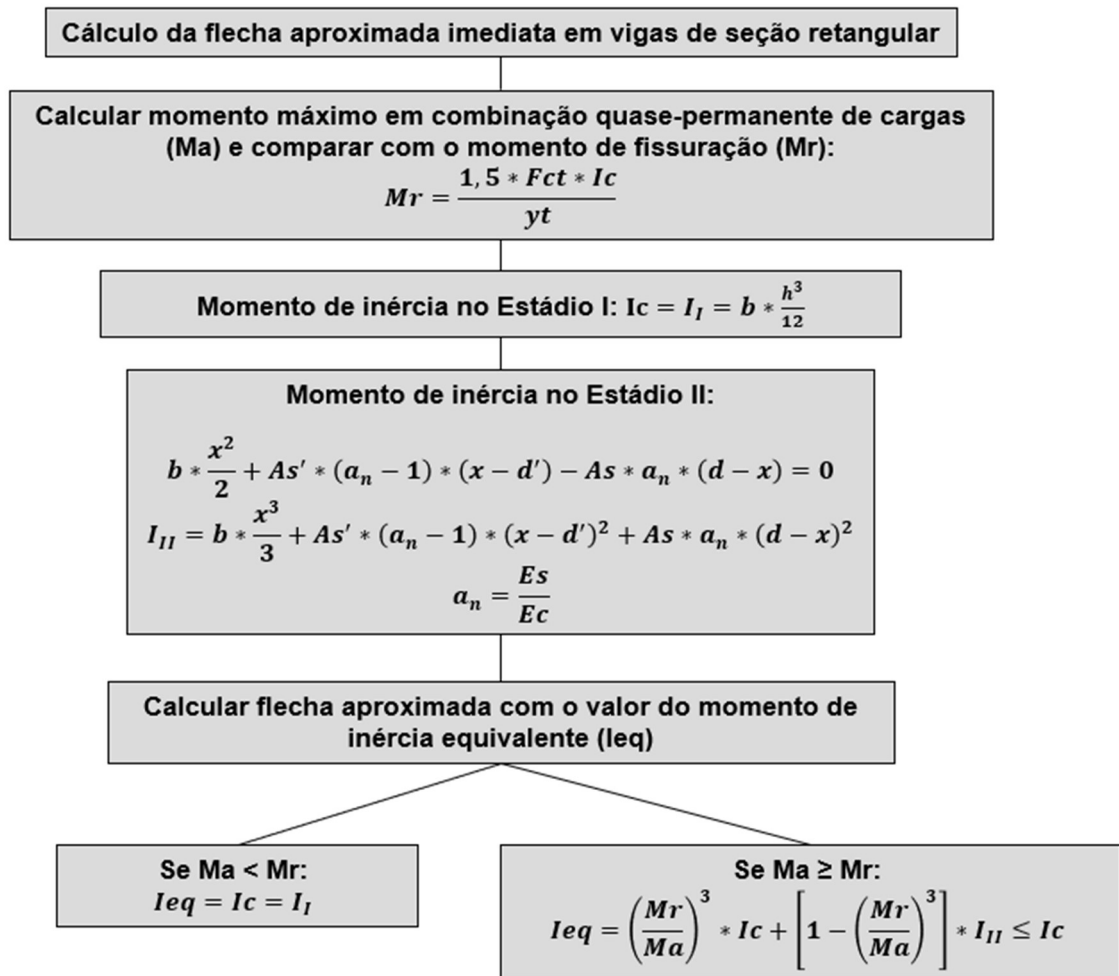 Cálculo da flecha aproximada imediata em vigas de seção retangular
Calcular momento máximo em combinação quase-permanente de cargas
(Ma) e comparar com o momento de fissuração (Mr):
Mr = (1,5 * Fct * Ic) / yt
Momento de inércia no Estádio I: Ic = I_I = b * h³/12
Momento de inércia no Estádio II:
b * x²/2 + As′ * (a_n − 1) * (x − d′) − As * a_n * (d − x) = 0
I_II = b * x³/3 + As′ * (a_n − 1) * (x − d′)² + As * a_n * (d − x)²
a_n = Es/Ec
Calcular flecha aproximada com o valor do momento de
inércia equivalente (Ieq)
Se Ma < Mr:
Ieq = Ic = I_I
Se Ma ≥ Mr:
Ieq = (Mr/Ma)³ * Ic + [1 − (Mr/Ma)³] * I_II ≤ Ic